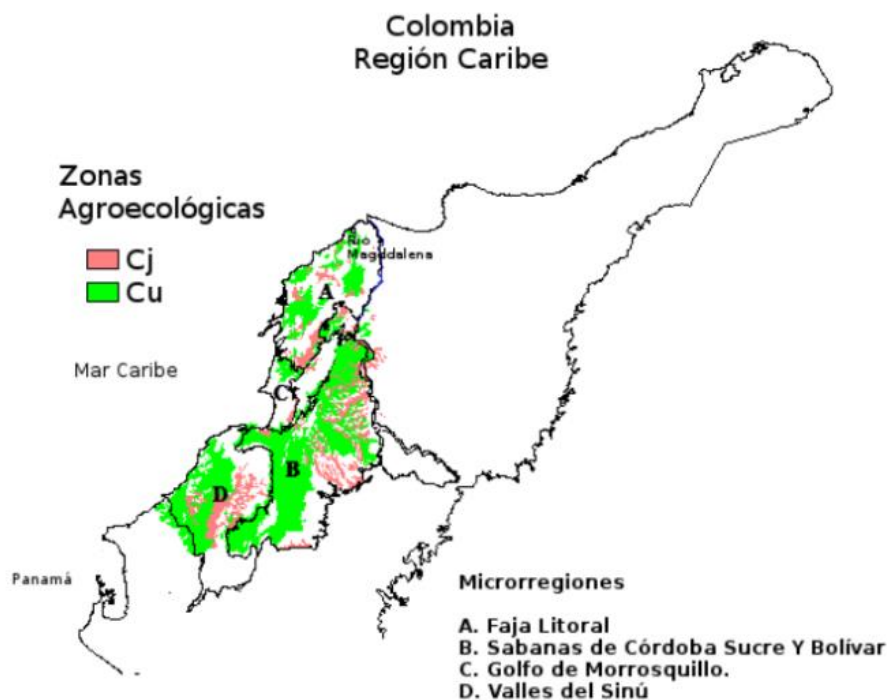 Colombia
Región Caribe
Zonas
Agroecológicas
Cj
Cu
Río
Magddalena
A
Mar Caribe
C
B
D
Panamá
Microrregiones
A. Faja Litoral
B. Sabanas de Córdoba Sucre Y Bolívar
C. Golfo de Morrosquillo.
D. Valles del Sinú